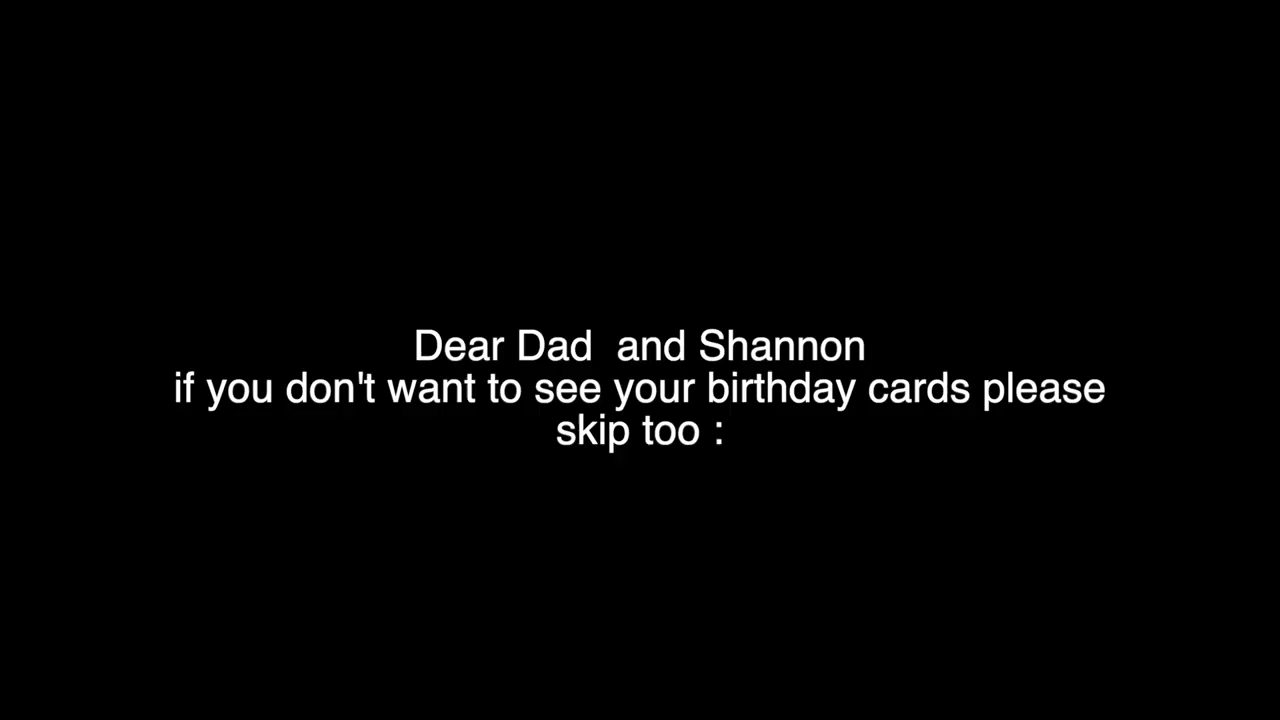 Dear Dad  and Shannon
if you don't want to see your birthday cards please
skip too :